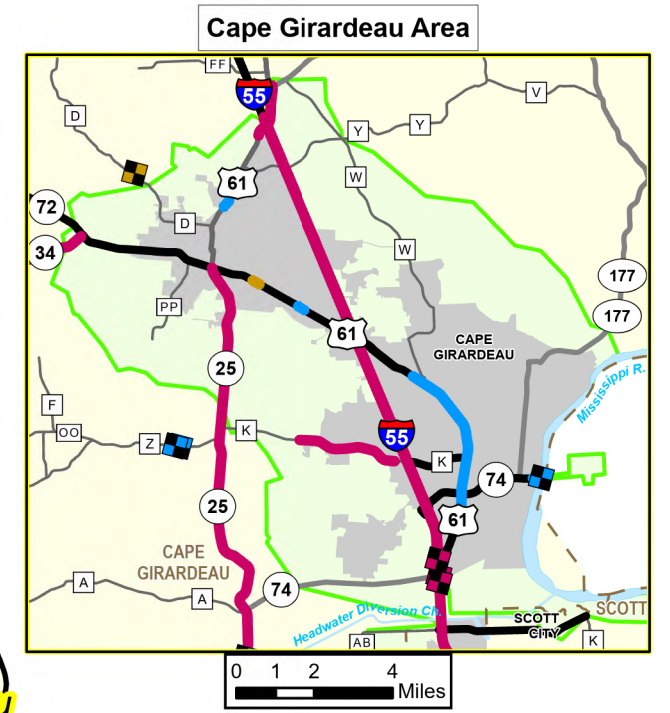 Cape Girardeau Area
FF
55
V
D
Y
Y
61
W
72
D
W
34
177
PP
177
61
CAPE
GIRARDEAU
25
Mississippi R.
F
OO
K
Z
55
K
74
25
61
CAPE
GIRARDEAU
A
74
A
Headwater Diversion Ch.
SCOTT
SCOTT
CITY
AB
K
0 1 2 4
Miles